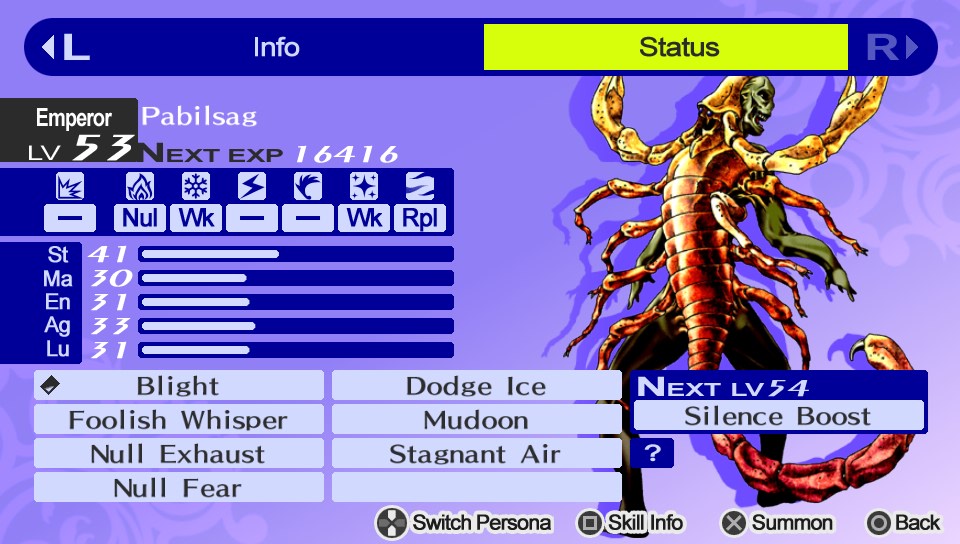 L Info Status R
Emperor Pabilsag
LV 53 NEXT EXP 16416
— Nul Wk — — Wk Rpl
St 41
Ma 30
En 31
Ag 33
Lu 31
Blight Dodge Ice
Foolish Whisper Mudoon
Null Exhaust Stagnant Air
Null Fear
NEXT LV 54
Silence Boost
?
Switch Persona Skill Info Summon Back